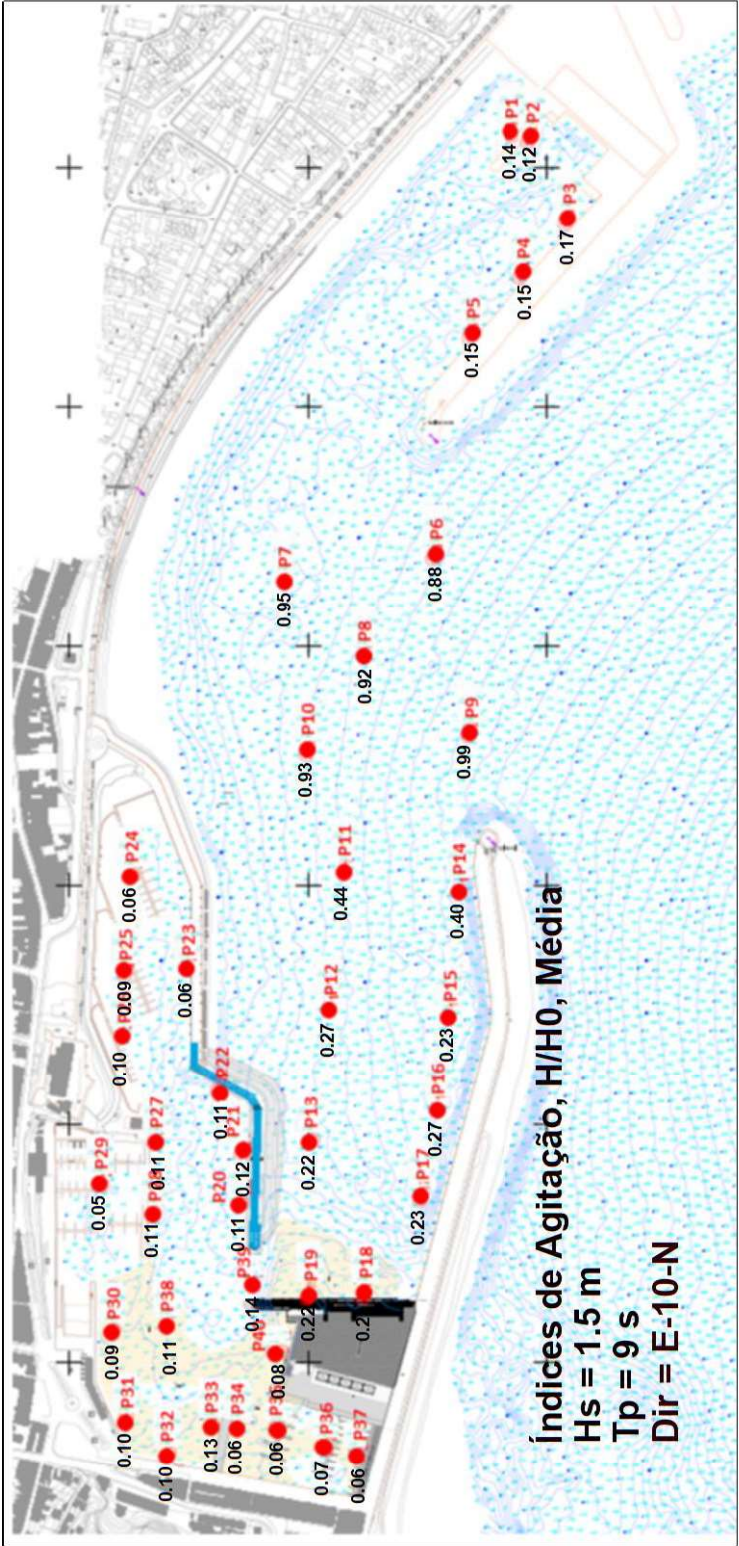 0.14 P1
0.12 P2
0.17 P3
0.15 P4
0.15 P5
0.88 P6
0.95 P7
0.92 P8
0.99 P9
0.93 P10
0.44 P11
0.27 P12
0.22 P13
0.40 P14
0.23 P15
0.27 P16
0.23 P17
P18
0.22 P19
0.11 P20
0.12 P21
0.11 P22
0.06 P23
0.06 P24
0.09 P25
0.10
0.11 P27
0.11
0.05 P29
0.09 P30
0.10 P31
0.10 P32
0.13 P33
0.06 P34
0.06
0.07 P36
0.06 P37
0.11 P38
0.14 P39
0.08 P40
Índices de Agitação, H/H0, Média
Hs = 1.5 m
Tp = 9 s
Dir = E-10-N